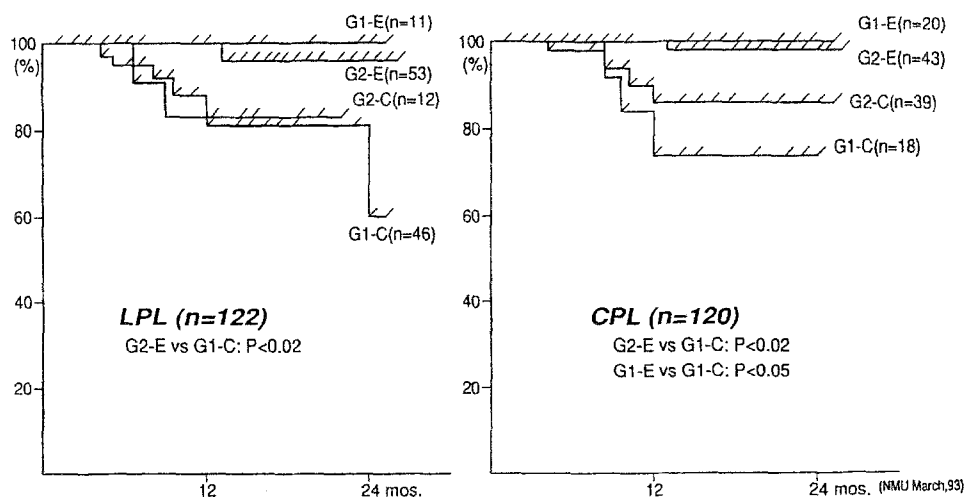 G1-E(n=11)
100
(%)
G2-E(n=53)
G2-C(n=12)
80
60
G1-C(n=46)
40
LPL (n=122)
G2-E vs G1-C: P<0.02
20
12
24 mos.
G1-E(n=20)
100
(%)
G2-E(n=43)
G2-C(n=39)
80
G1-C(n=18)
60
40
CPL (n=120)
G2-E vs G1-C: P<0.02
G1-E vs G1-C: P<0.05
20
12
24 mos.
(NMU March,93)